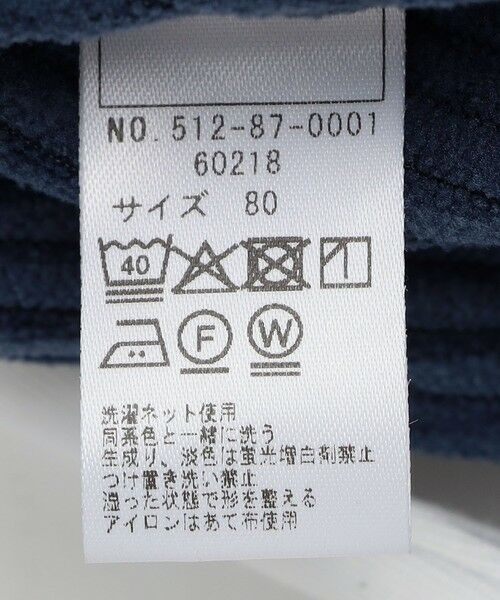 NO. 512-87-0001
60218
サイズ 80
40
F W
洗濯ネット使用
同系色と一緒に洗う
生成り、淡色は蛍光増白剤禁止
つけ置き洗い禁止
湿った状態で形を整える
アイロンはあて布使用